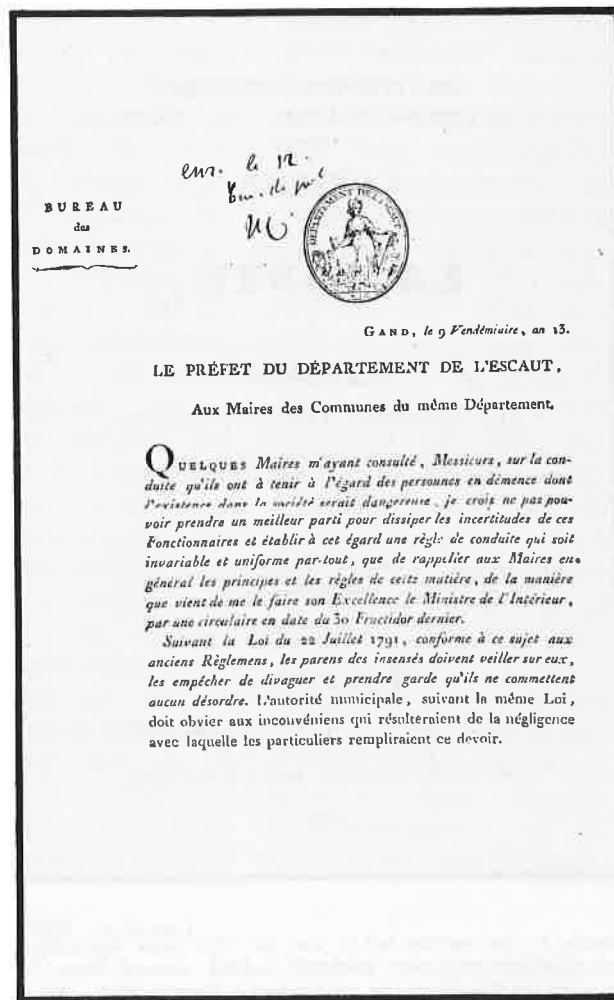 enr. le 12.
BUREAU
des
DOMAINES.
DÉPARTEMENT DE L'ESCAUT
GAND, le 9 Vendémiaire, an 13.
LE PRÉFET DU DÉPARTEMENT DE L'ESCAUT,
Aux Maires des Communes du même Département.
QUELQUES Maires m'ayant consulté, Messieurs, sur la con-
duite qu'ils ont à tenir à l'égard des personnes en démence dont
l'existence dans la société serait dangereuse, je crois ne pas pou-
voir prendre un meilleur parti pour dissiper les incertitudes de ces
Fonctionnaires et établir à cet égard une règle de conduite qui soit
invariable et uniforme par-tout, que de rappeller aux Maires en
général les principes et les règles de cette matière, de la manière
que vient de me le faire son Excellence le Ministre de l'Intérieur,
par une circulaire en date du 30 Fructidor dernier.
Suivant la Loi du 22 Juillet 1791, conforme à ce sujet aux
anciens Règlemens, les parens des insensés doivent veiller sur eux,
les empêcher de divaguer et prendre garde qu'ils ne commettent
aucun désordre. L'autorité municipale, suivant la même Loi,
doit obvier aux inconvéniens qui résulteraient de la négligence
avec laquelle les particuliers rempliraient ce devoir.